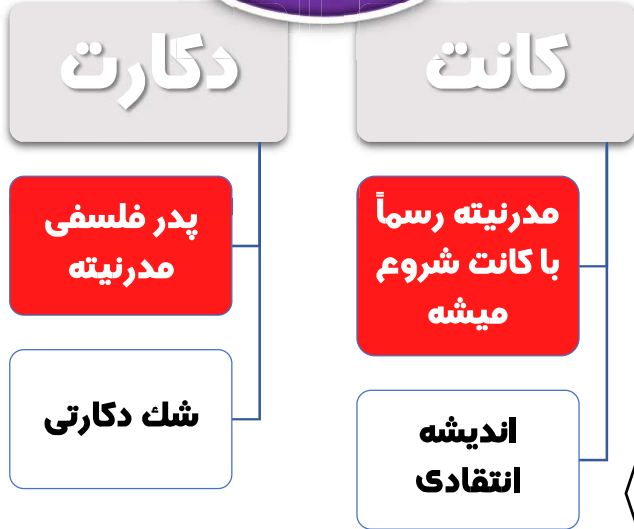 کانت
مدرنیته رسماً
با کانت شروع
میشه
اندیشه
انتقادی
دکارت
پدر فلسفی
مدرنیته
شك دکارتی